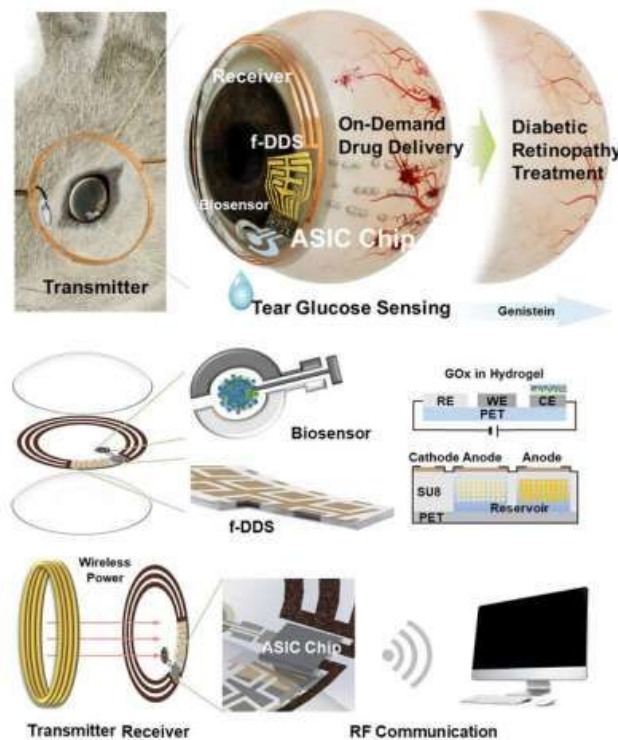 Receiver
f-DDS
Biosensor
ASIC Chip
On-Demand
Drug Delivery
Diabetic
Retinopathy
Treatment
Transmitter
Tear Glucose Sensing
Genistein
Biosensor
GOx in Hydrogel
RE WE CE
PET
f-DDS
Cathode Anode Anode
SU8
Reservoir
PET
Wireless
Power
ASIC Chip
Transmitter Receiver
RF Communication